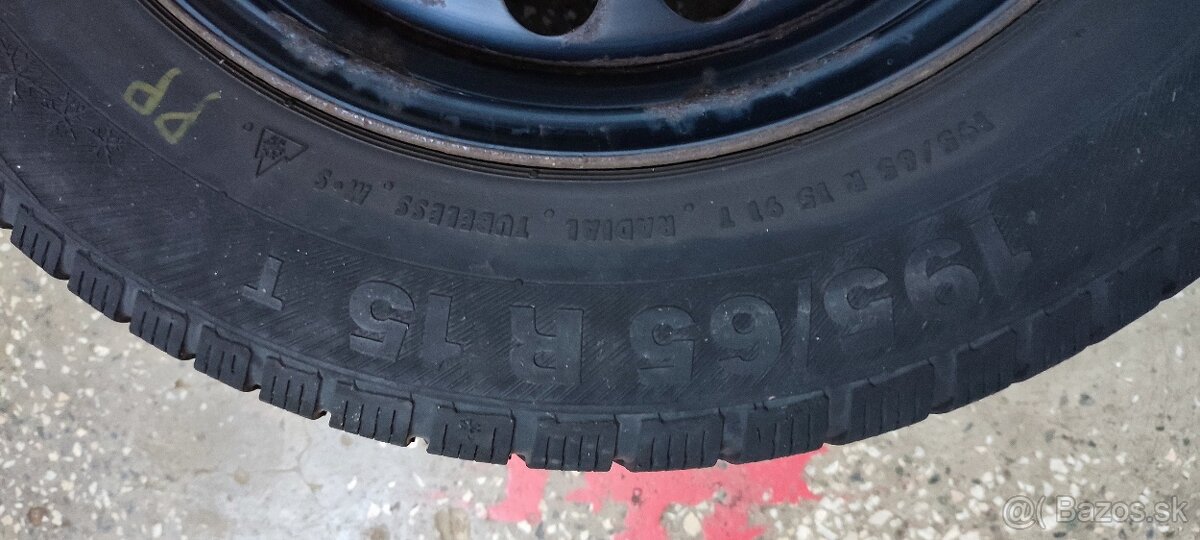 195/65 R 15 91 T . RADIAL . TUBELESS . M+S .
195/65 R 15 T
PP
@ Bazos.sk